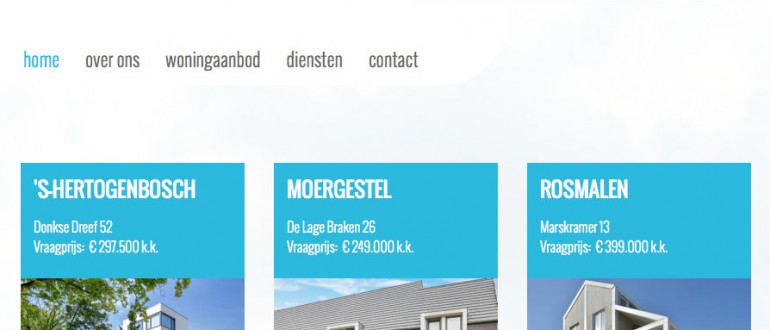 home over ons woningaanbod diensten contact
'S-HERTOGENBOSCH
Donkse Dreef 52
Vraagprijs: € 297.500 k.k.
MOERGESTEL
De Lage Braken 26
Vraagprijs: € 249.000 k.k.
ROSMALEN
Marskramer 13
Vraagprijs: € 399.000 k.k.